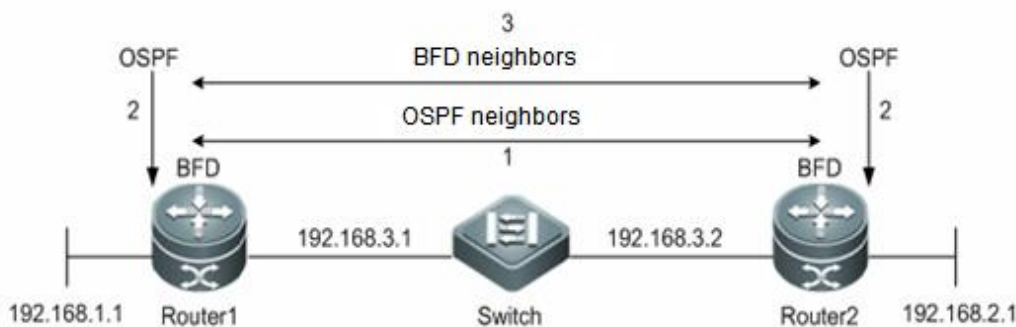 3
OSPF BFD neighbors OSPF
2 OSPF neighbors 2
1
BFD BFD
192.168.3.1 192.168.3.2
192.168.1.1 Router1 Switch Router2 192.168.2.1